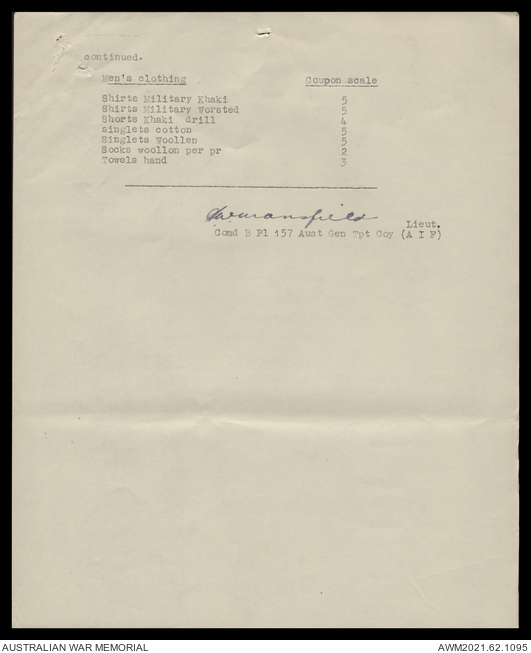 continued.
Men's clothing Coupon scale
Shirts Military Khaki 5
Shirts Military Worsted 5
Shorts Khaki drill 4
singlets cotton 5
Singlets Woollen 5
Socks woollon per pr 2
Towels hand 3
Mansfield
Lieut.
Comd B Pl 157 Aust Gen Tpt Coy (A I F)
AUSTRALIAN WAR MEMORIAL AWM2021.62.1095